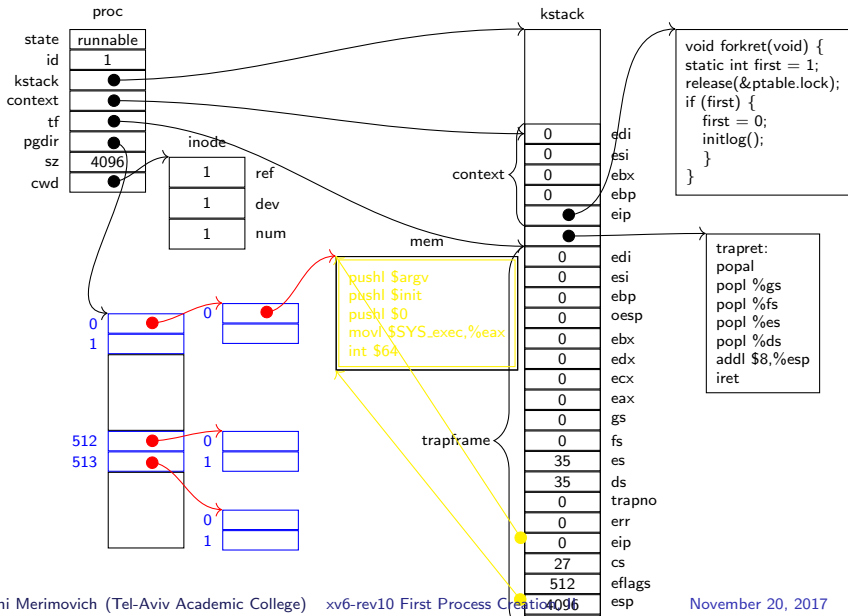 proc
state runnable
id 1
kstack
context
tf
pgdir
sz 4096
cwd
inode
1 ref
1 dev
1 num
0
1
512
513
0
0
1
0
1
mem
pushl $argv
pushl $init
pushl $0
movl $SYS_exec,%eax
int $64
kstack
context
0 edi
0 esi
0 ebx
0 ebp
eip
trapframe
0 edi
0 esi
0 ebp
0 oesp
0 ebx
0 edx
0 ecx
0 eax
0 gs
0 fs
35 es
35 ds
0 trapno
0 err
0 eip
27 cs
512 eflags
4096 esp
void forkret(void) {
static int first = 1;
release(&ptable.lock);
if (first) {
first = 0;
initlog();
}
}
trapret:
popal
popl %gs
popl %fs
popl %es
popl %ds
addl $8,%esp
iret
ni Merimovich (Tel-Aviv Academic College) xv6-rev10 First Process Creation November 20, 2017